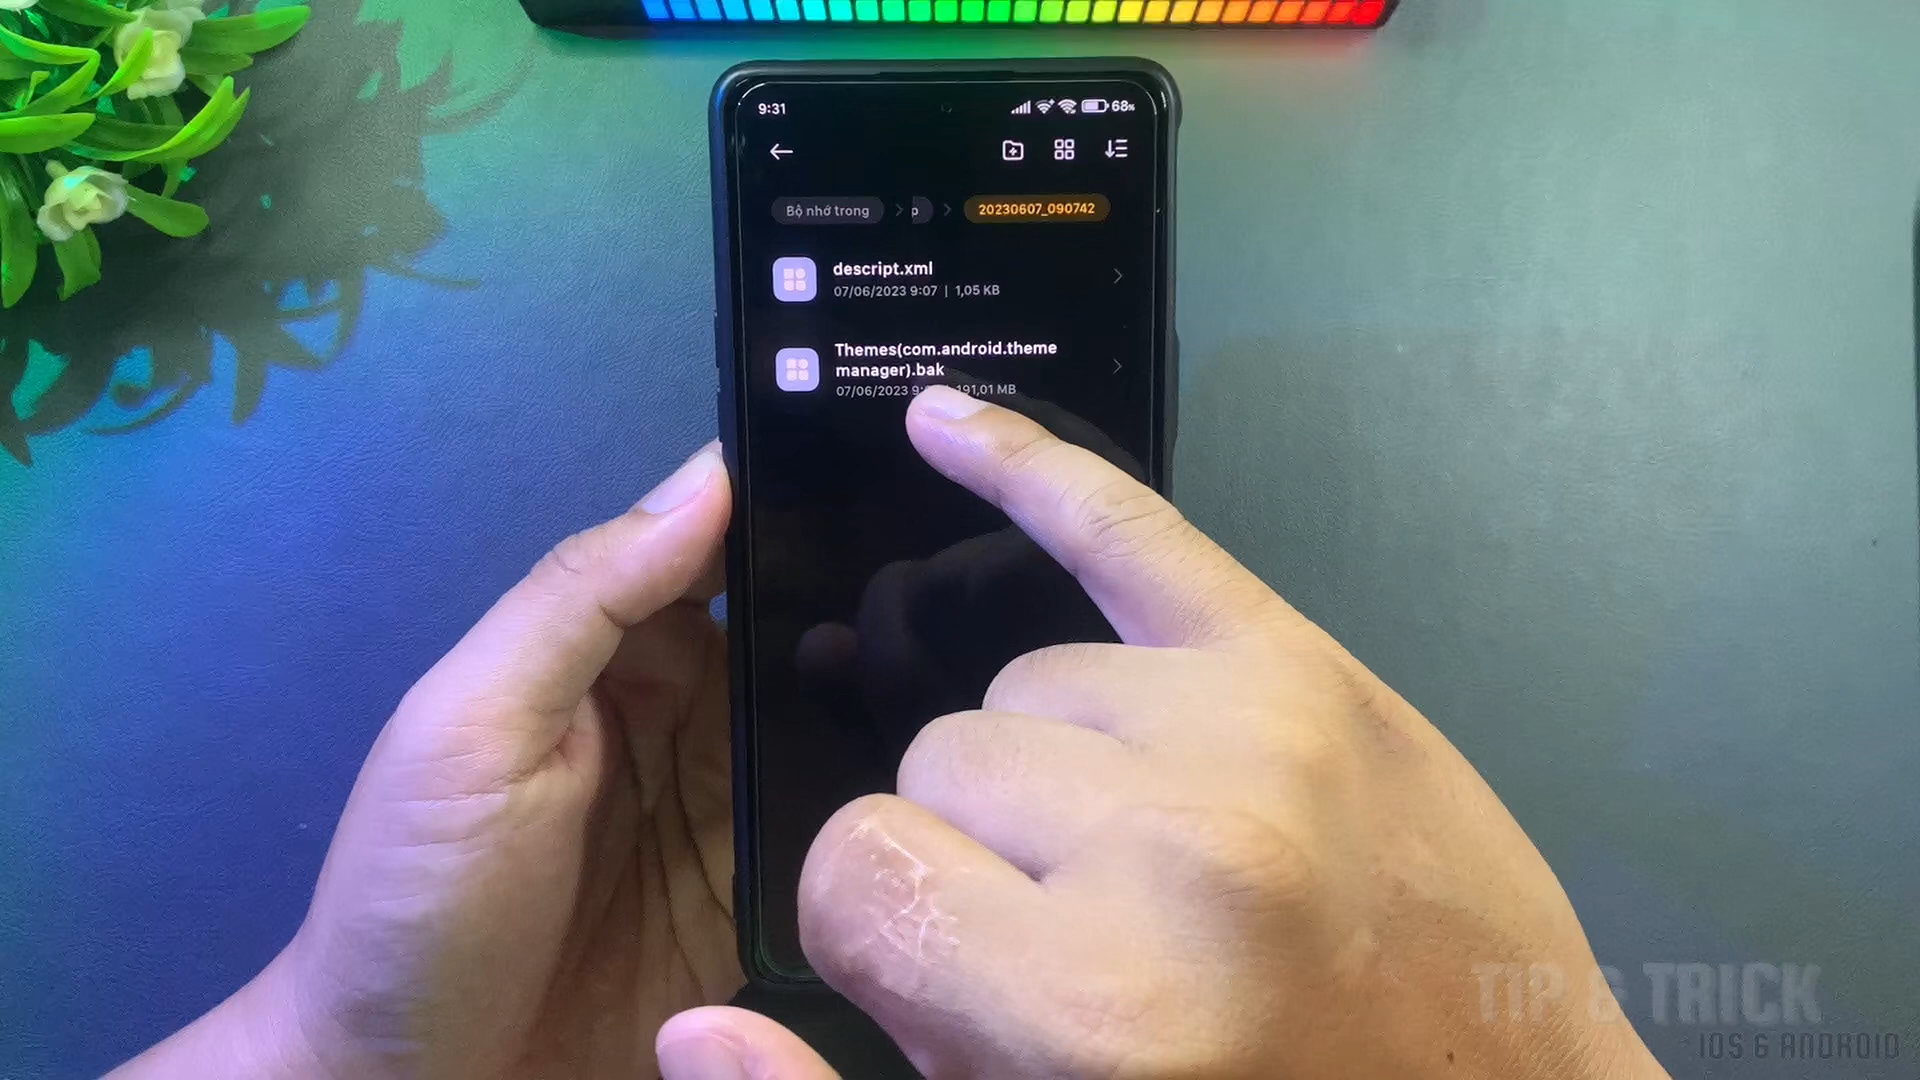 9:31
68%
Bộ nhớ trong
p
20230607_090742
descript.xml
07/06/2023 9:07 | 1,05 KB
Themes(com.android.theme
manager).bak
07/06/2023 191,01 MB
TIP & TRICK
IOS & ANDROID